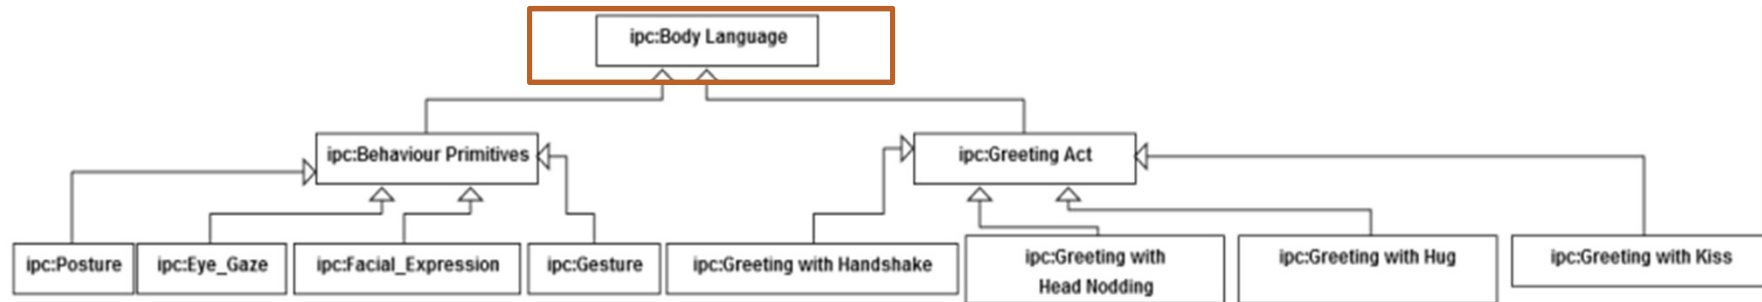 ipc:Body Language
ipc:Behaviour Primitives
ipc:Greeting Act
ipc:Posture
ipc:Eye_Gaze
ipc:Facial_Expression
ipc:Gesture
ipc:Greeting with Handshake
ipc:Greeting with
Head Nodding
ipc:Greeting with Hug
ipc:Greeting with Kiss